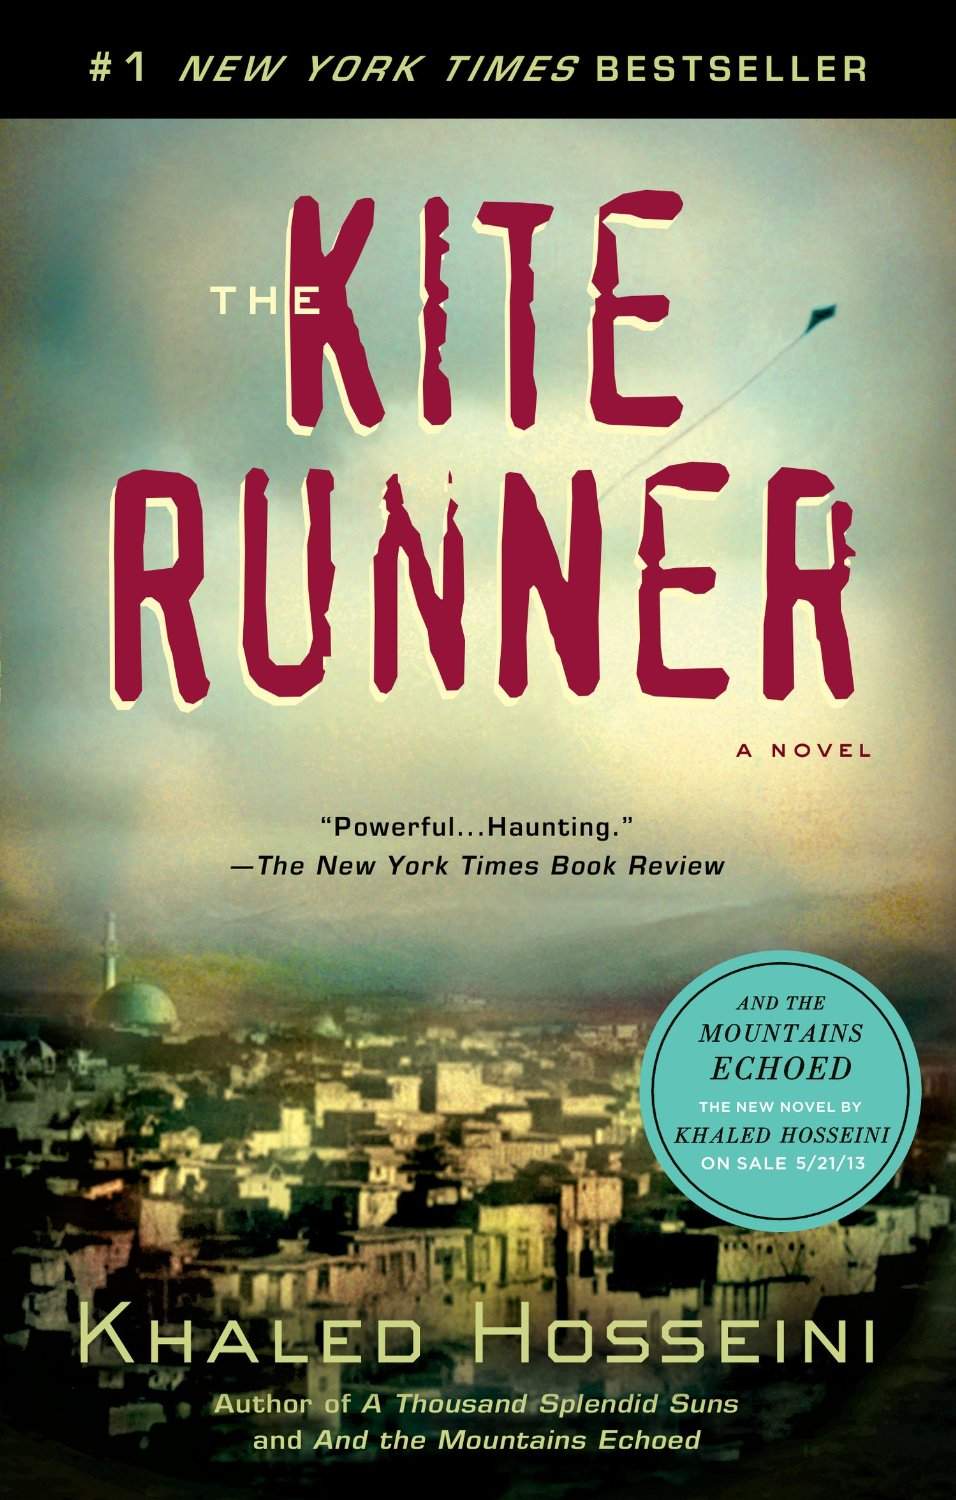 #1 NEW YORK TIMES BESTSELLER
THE KITE
RUNNER
A NOVEL
“Powerful...Haunting.”
—The New York Times Book Review
AND THE
MOUNTAINS
ECHOED
THE NEW NOVEL BY
KHALED HOSSEINI
ON SALE 5/21/13
KHALED HOSSEINI
Author of A Thousand Splendid Suns
and And the Mountains Echoed